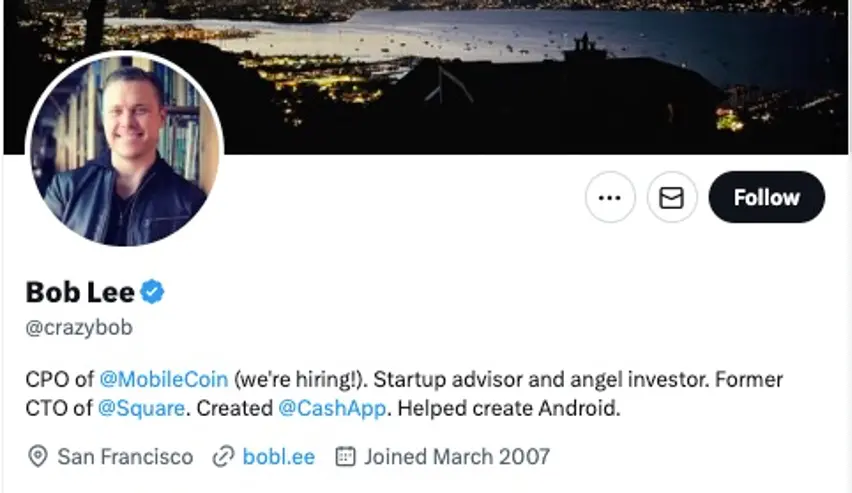 Follow
Bob Lee
@crazybob
CPO of @MobileCoin (we're hiring!). Startup advisor and angel investor. Former
CTO of @Square. Created @CashApp. Helped create Android.
San Francisco bobl.ee Joined March 2007